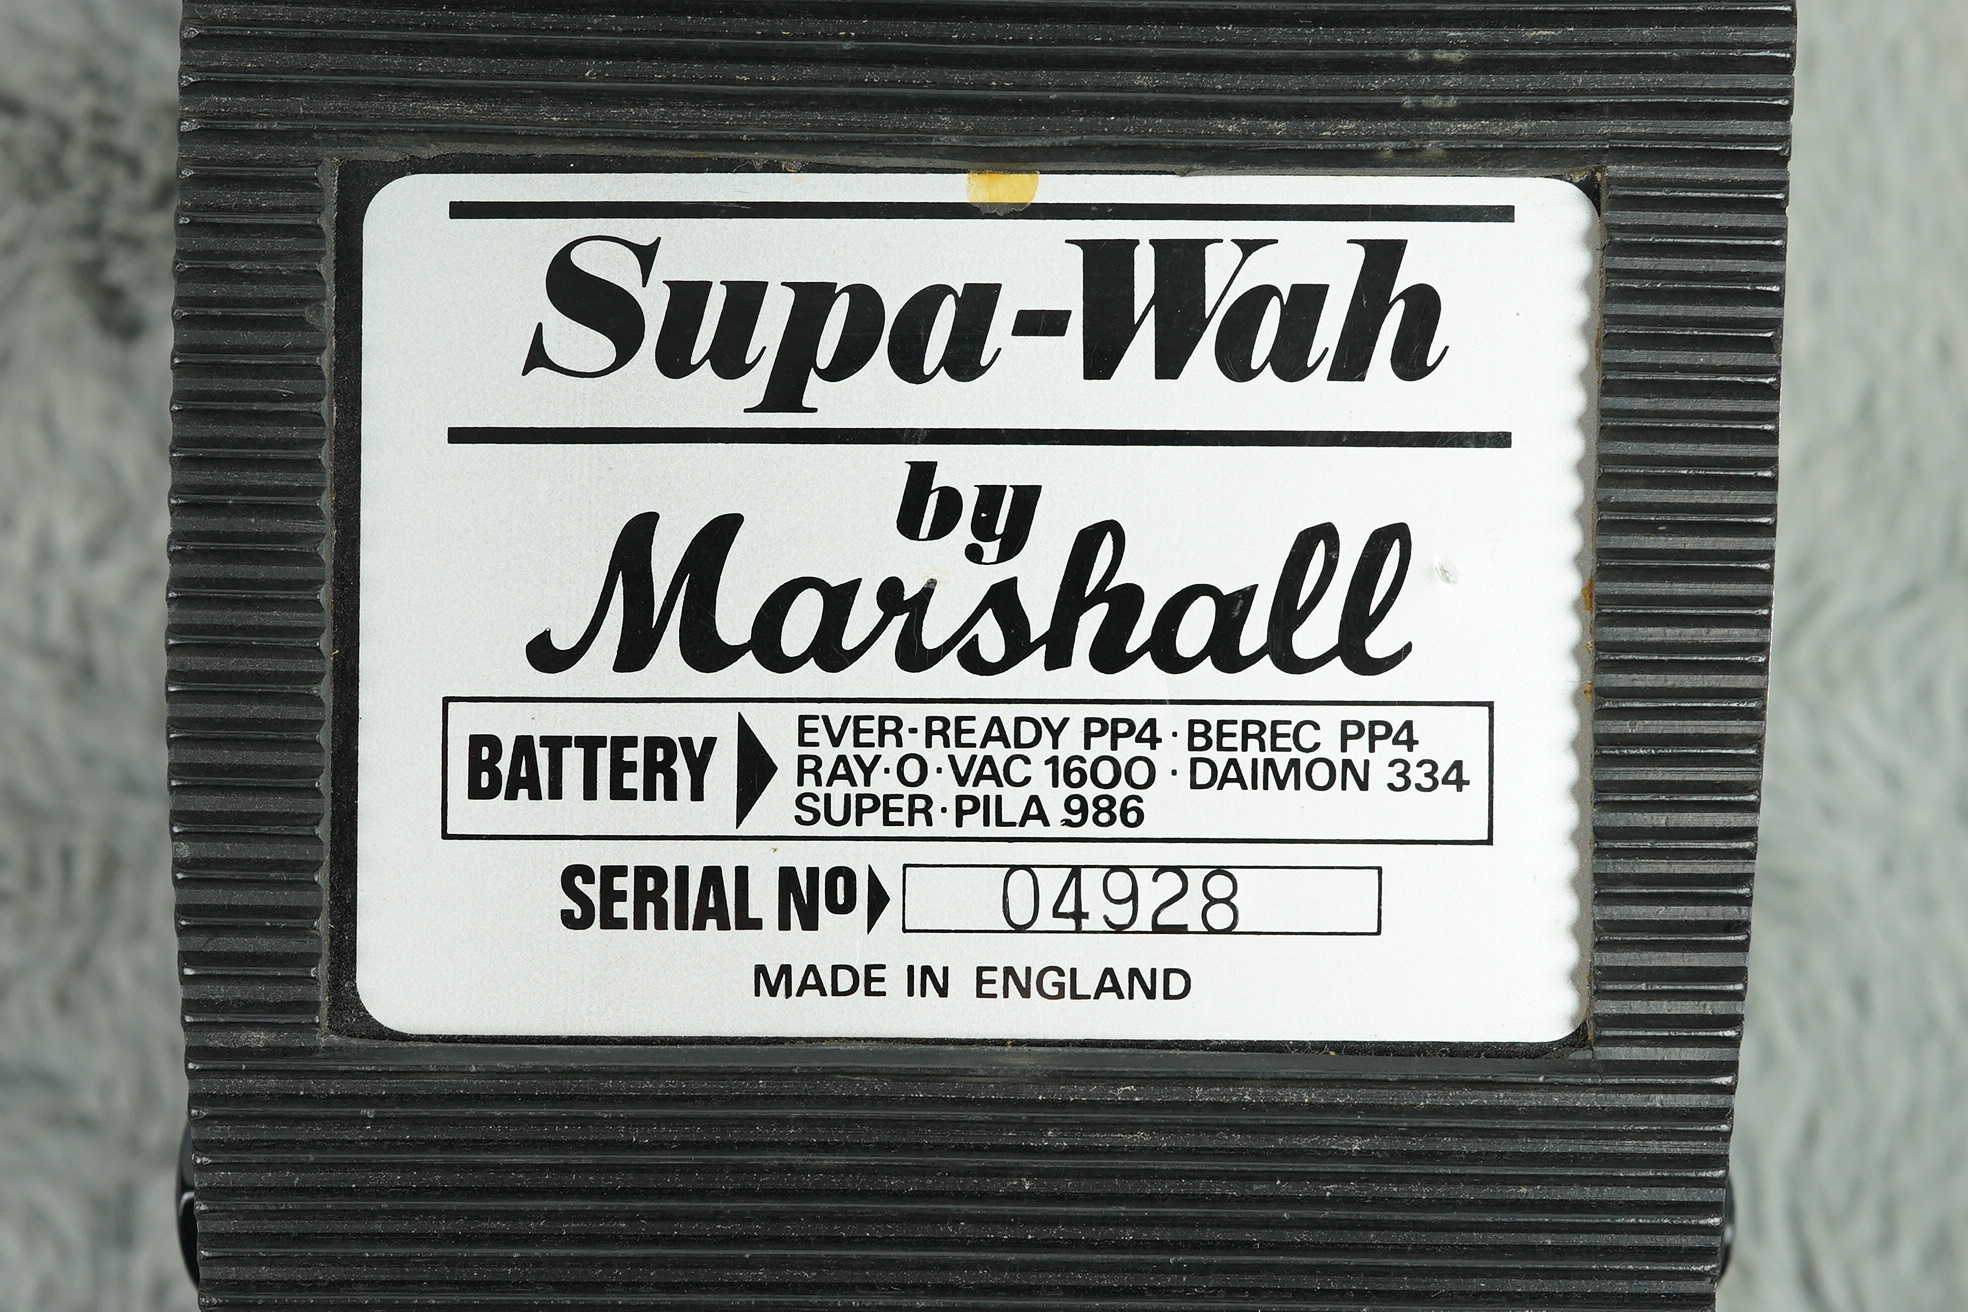 Supa-Wah
by
Marshall
BATTERY
EVER-READY PP4 · BEREC PP4
RAY·O·VAC 1600 · DAIMON 334
SUPER·PILA 986
SERIAL Nº 04928
MADE IN ENGLAND